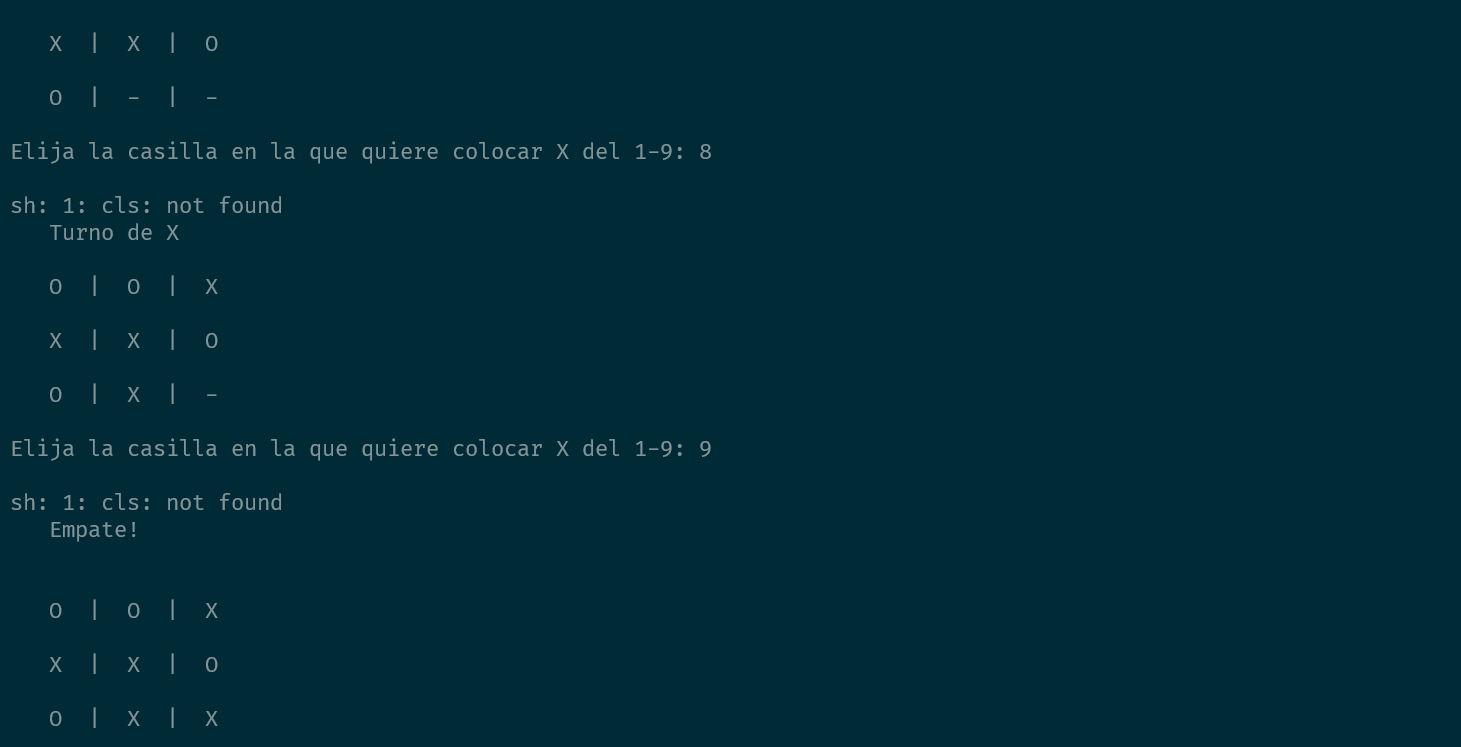 X | X | O
O | - | -
Elija la casilla en la que quiere colocar X del 1-9: 8
sh: 1: cls: not found
Turno de X
O | O | X
X | X | O
O | X | -
Elija la casilla en la que quiere colocar X del 1-9: 9
sh: 1: cls: not found
Empate!
O | O | X
X | X | O
O | X | X